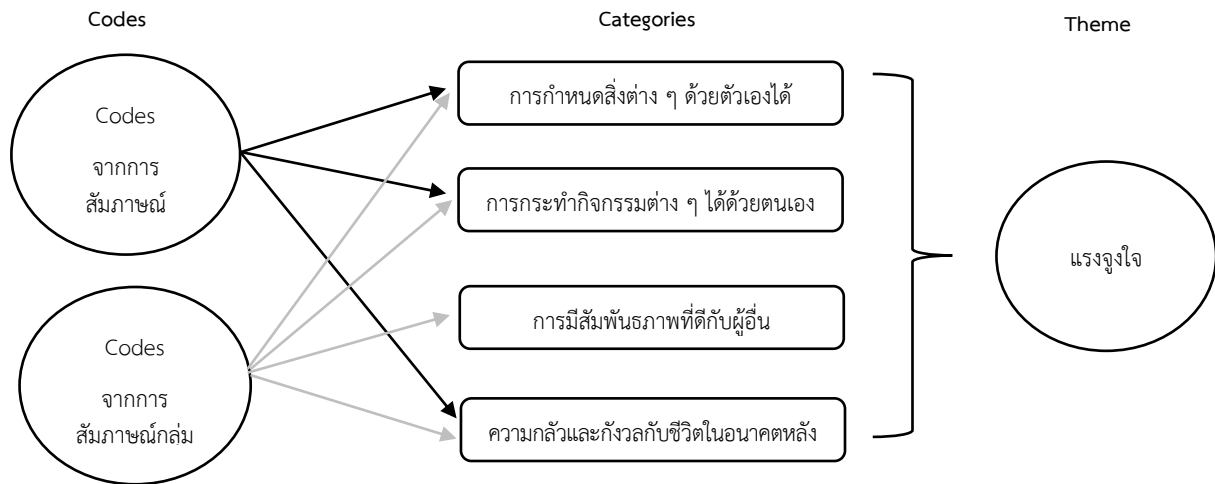 Codes
Categories
Theme
Codes
จากการ
สัมภาษณ์
Codes
จากการ
สัมภาษณ์กลุ่ม
การกำหนดสิ่งต่าง ๆ ด้วยตัวเองได้
การกระทำกิจกรรมต่าง ๆ ได้ด้วยตนเอง
การมีสัมพันธภาพที่ดีกับผู้อื่น
ความกลัวและกังวลกับชีวิตในอนาคตหลัง
แรงจูงใจ